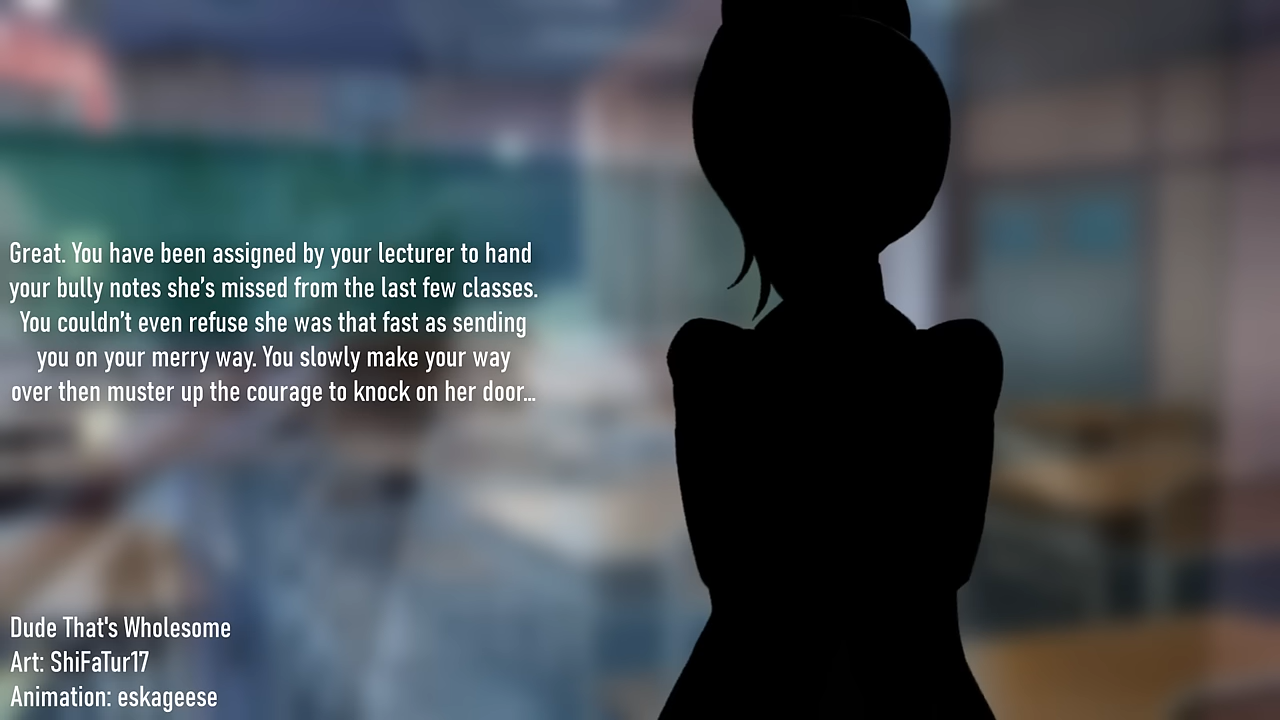 Great. You have been assigned by your lecturer to hand
your bully notes she’s missed from the last few classes.
You couldn’t even refuse she was that fast as sending
you on your merry way. You slowly make your way
over then muster up the courage to knock on her door...
Dude That's Wholesome
Art: ShiFaTur17
Animation: eskageese